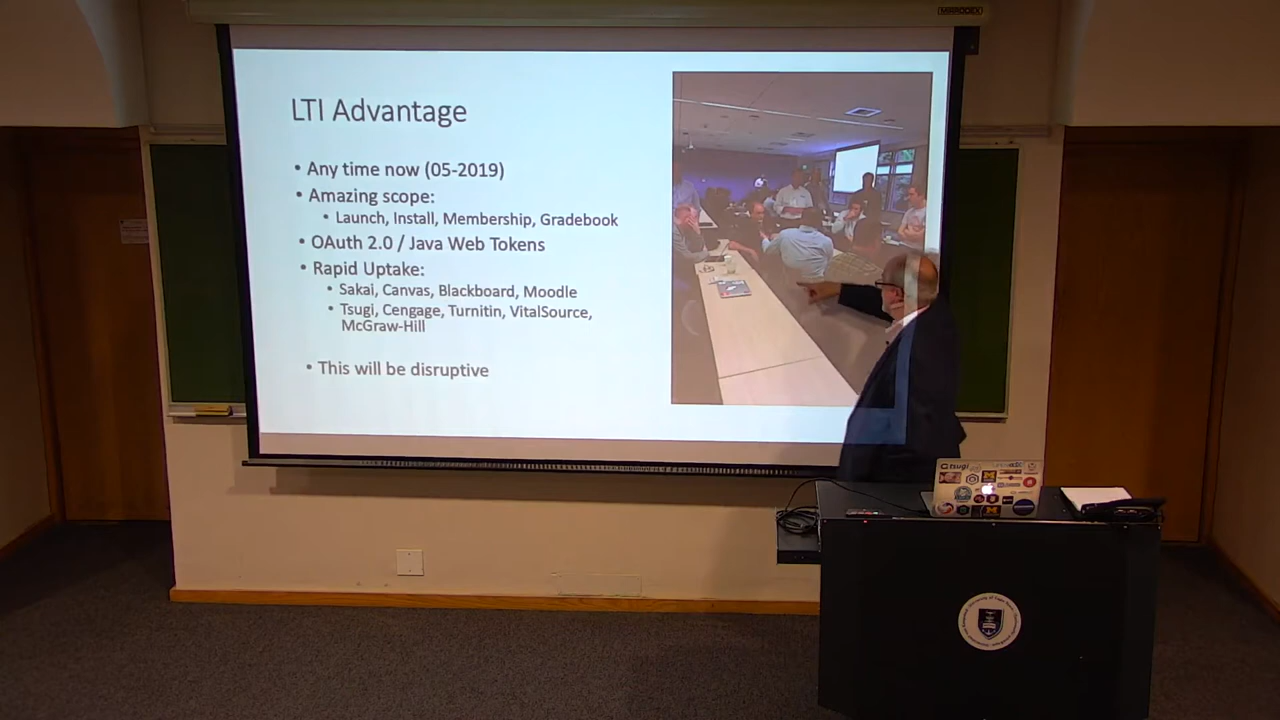 LTI Advantage
• Any time now (05-2019)
• Amazing scope:
• Launch, Install, Membership, Gradebook
• OAuth 2.0 / Java Web Tokens
• Rapid Uptake:
• Sakai, Canvas, Blackboard, Moodle
• Tsugi, Cengage, Turnitin, VitalSource,
McGraw-Hill
• This will be disruptive
tsugi
M
M